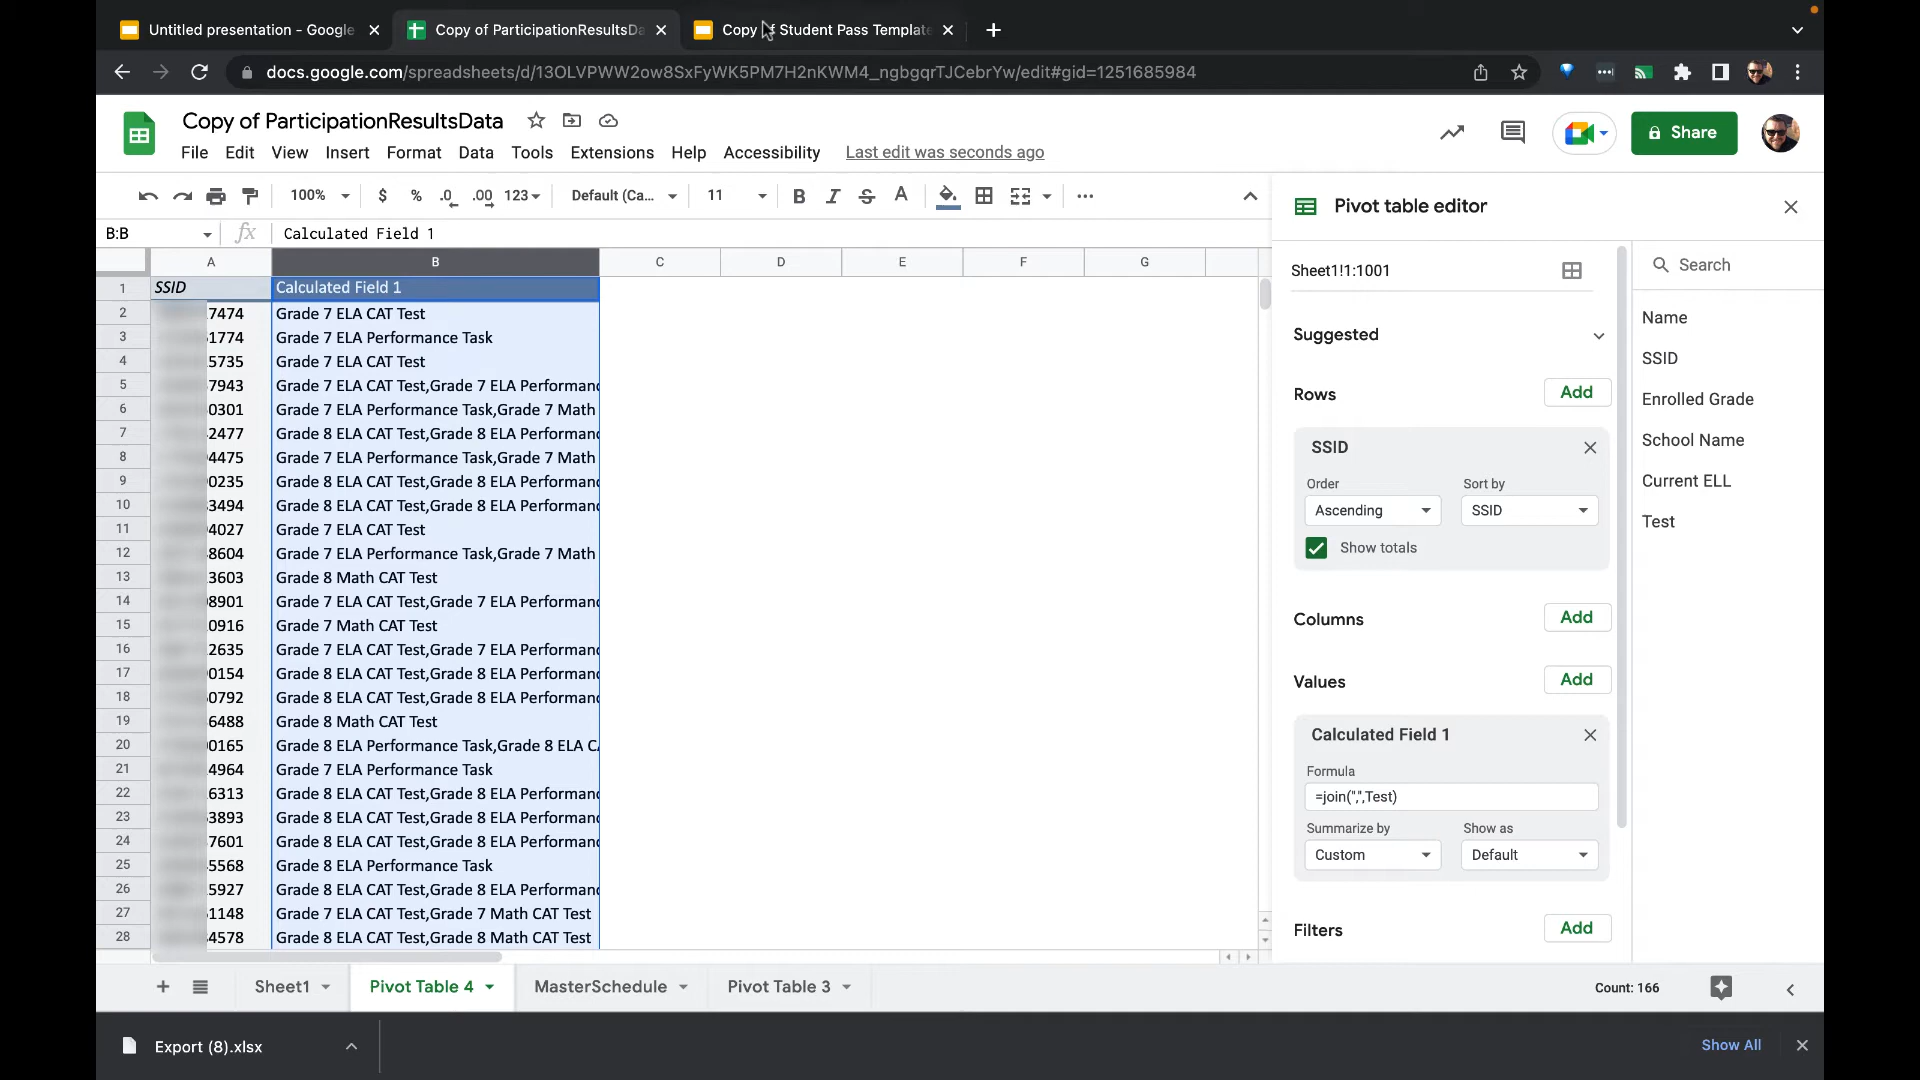 Untitled presentation - Google
Copy of ParticipationResultsDa
Copy of Student Pass Template
docs.google.com/spreadsheets/d/13OLVPWW2ow8SxFyWK5PM7H2nKWM4_ngbgqrTJCebrYw/edit#gid=1251685984
Copy of ParticipationResultsData
File Edit View Insert Format Data Tools Extensions Help Accessibility Last edit was seconds ago
Share
100% $ % .0 .00 123 Default (Ca... 11 B I S A
B:B fx Calculated Field 1
A B C D E F G
1 SSID Calculated Field 1
2 7474 Grade 7 ELA CAT Test
3 1774 Grade 7 ELA Performance Task
4 5735 Grade 7 ELA CAT Test
5 7943 Grade 7 ELA CAT Test,Grade 7 ELA Performanc
6 0301 Grade 7 ELA Performance Task,Grade 7 Math
7 2477 Grade 8 ELA CAT Test,Grade 8 ELA Performanc
8 4475 Grade 7 ELA Performance Task,Grade 7 Math
9 0235 Grade 8 ELA CAT Test,Grade 8 ELA Performanc
10 3494 Grade 8 ELA CAT Test,Grade 8 ELA Performanc
11 4027 Grade 7 ELA CAT Test
12 8604 Grade 7 ELA Performance Task,Grade 7 Math
13 3603 Grade 8 Math CAT Test
14 8901 Grade 7 ELA CAT Test,Grade 7 ELA Performanc
15 0916 Grade 7 Math CAT Test
16 2635 Grade 7 ELA CAT Test,Grade 7 ELA Performanc
17 0154 Grade 8 ELA CAT Test,Grade 8 ELA Performanc
18 0792 Grade 8 ELA CAT Test,Grade 8 ELA Performanc
19 6488 Grade 8 Math CAT Test
20 0165 Grade 8 ELA Performance Task,Grade 8 ELA CA
21 4964 Grade 7 ELA Performance Task
22 6313 Grade 8 ELA CAT Test,Grade 8 ELA Performanc
23 3893 Grade 8 ELA CAT Test,Grade 8 ELA Performanc
24 7601 Grade 8 ELA CAT Test,Grade 8 ELA Performanc
25 5568 Grade 8 ELA Performance Task
26 5927 Grade 8 ELA CAT Test,Grade 8 ELA Performanc
27 1148 Grade 7 ELA CAT Test,Grade 7 Math CAT Test
28 4578 Grade 8 ELA CAT Test,Grade 8 Math CAT Test
Pivot table editor
Sheet1!1:1001
Suggested
Rows Add
SSID
Order Sort by
Ascending SSID
Show totals
Columns Add
Values Add
Calculated Field 1
Formula
=join(",",Test)
Summarize by Show as
Custom Default
Filters Add
Search
Name
SSID
Enrolled Grade
School Name
Current ELL
Test
Sheet1 Pivot Table 4 MasterSchedule Pivot Table 3 Count: 166
Export (8).xlsx
Show All